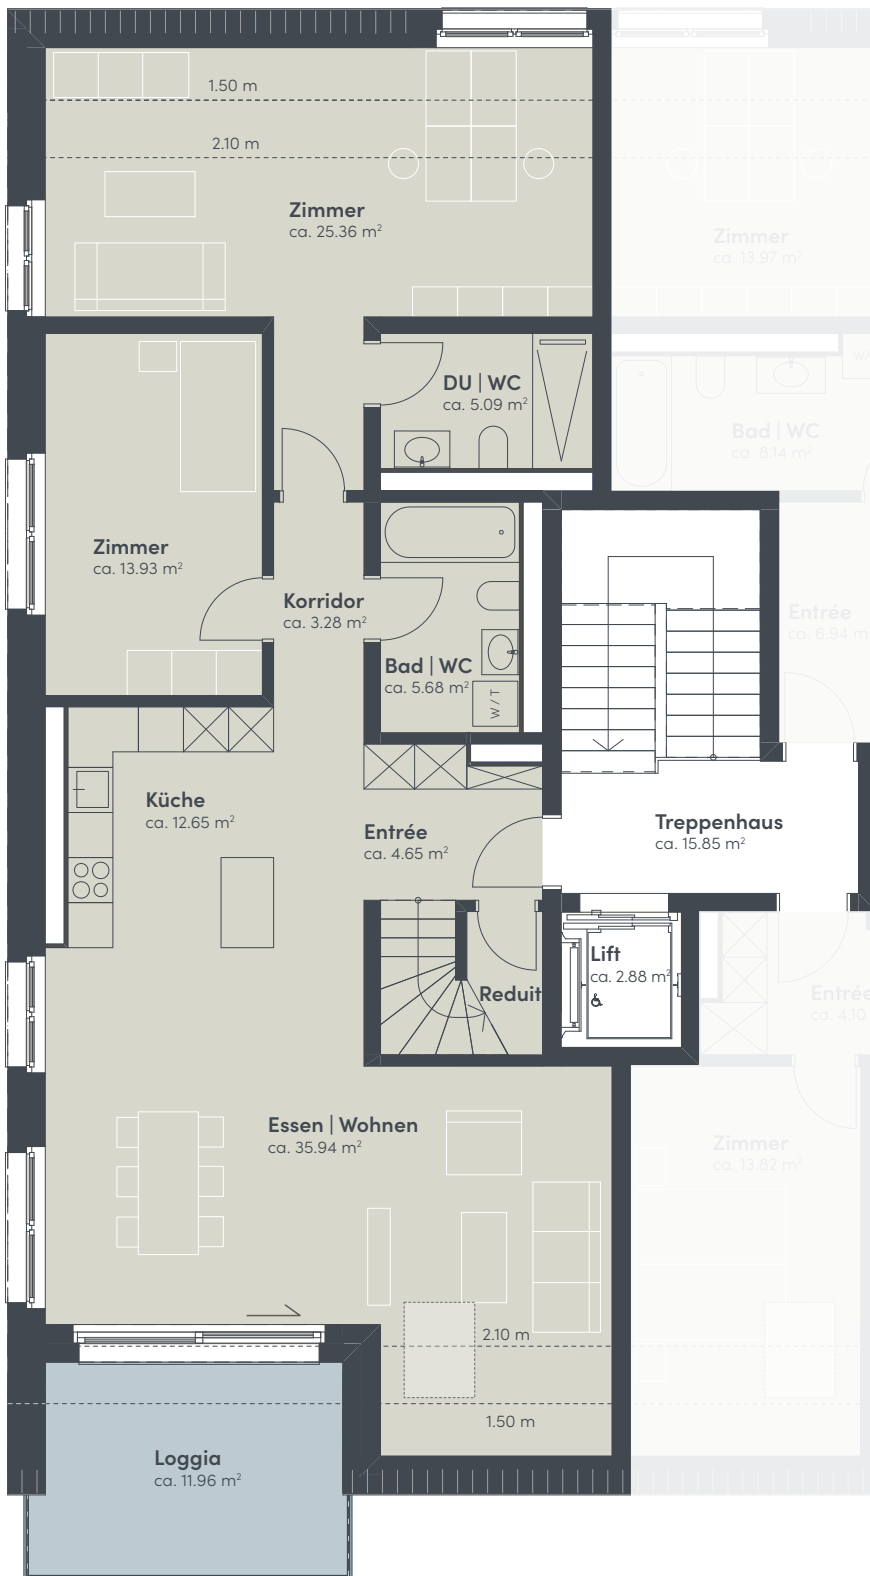 1.50 m
2.10 m
Zimmer
ca. 25.36 m²
Zimmer
ca. 13.97 m²
DU | WC
ca. 5.09 m²
W/
Bad | WC
ca. 8.14 m²
Zimmer
ca. 13.93 m²
Korridor
ca. 3.28 m²
Entrée
ca. 6.94 m
Bad | WC
ca. 5.68 m²
W / T
Küche
ca. 12.65 m²
Entrée
ca. 4.65 m²
Treppenhaus
ca. 15.85 m²
Lift
ca. 2.88 m²
Reduit
Entrée
ca. 4.10
Essen | Wohnen
ca. 35.94 m²
Zimmer
ca. 13.82 m²
2.10 m
1.50 m
Loggia
ca. 11.96 m²